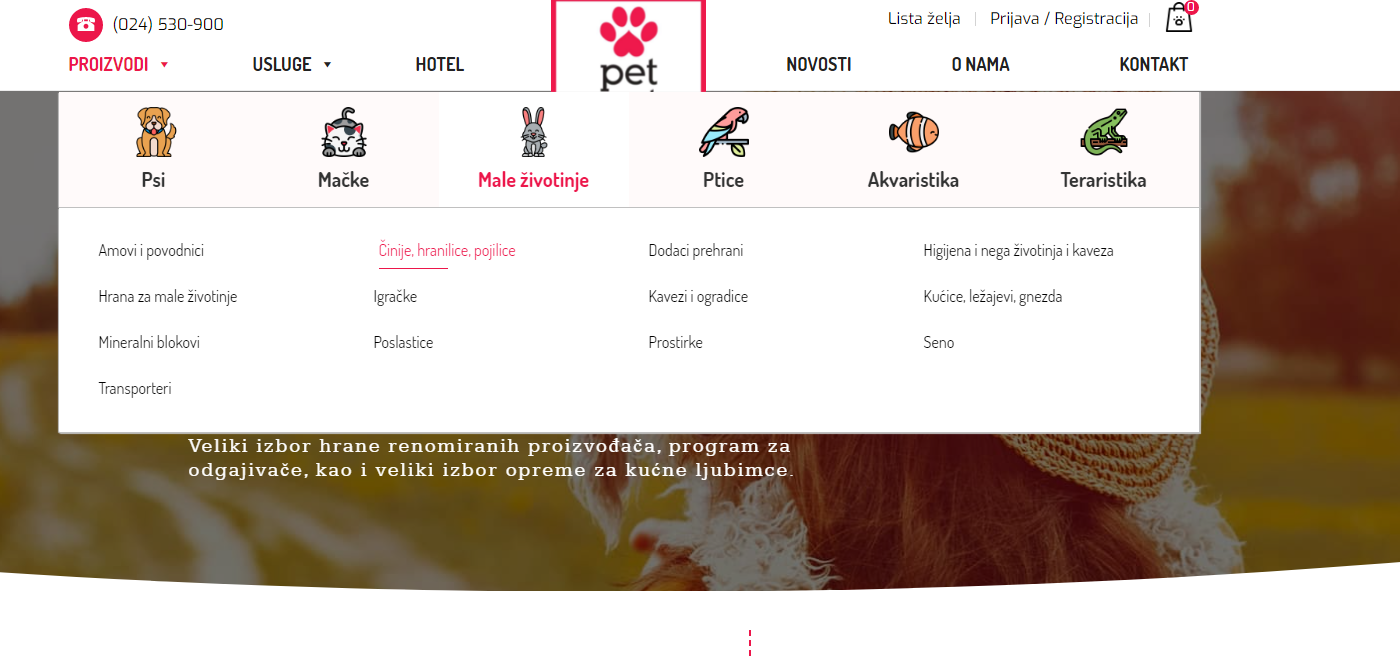 (024) 530-900
Lista želja
Prijava / Registracija
0
PROIZVODI
USLUGE
HOTEL
pet
NOVOSTI
O NAMA
KONTAKT
Psi
Mačke
Male životinje
Ptice
Akvaristika
Teraristika
Amovi i povodnici
Činije, hranilice, pojilice
Dodaci prehrani
Higijena i nega životinja i kaveza
Hrana za male životinje
Igračke
Kavezi i ogradice
Kućice, ležajevi, gnezda
Mineralni blokovi
Poslastice
Prostirke
Seno
Transporteri
Veliki izbor hrane renomiranih proizvođača, program za
odgajivače, kao i veliki izbor opreme za kućne ljubimce.